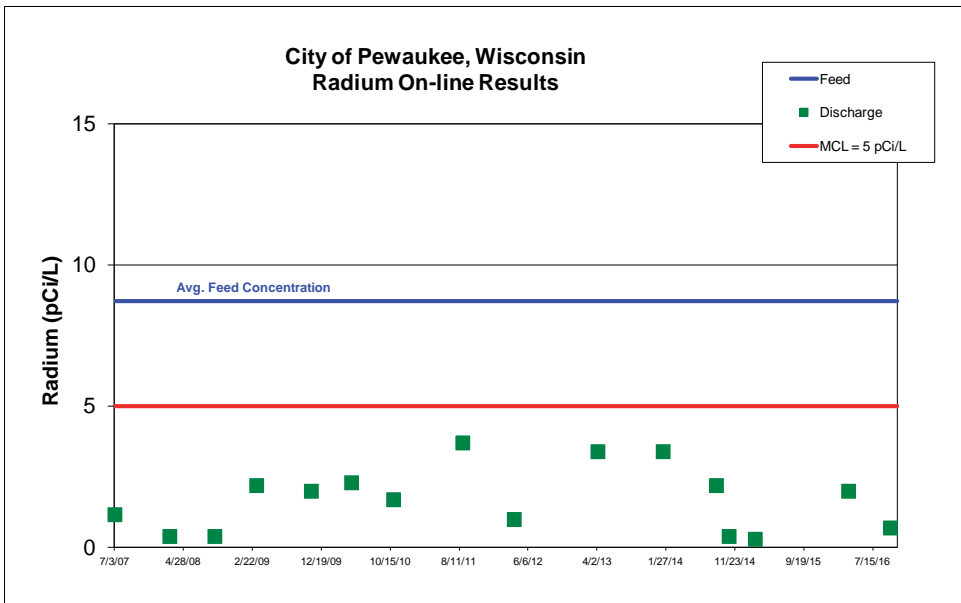 City of Pewaukee, Wisconsin
Radium On-line Results
Feed
Discharge
MCL = 5 pCi/L
15
10
5
0
Radium (pCi/L)
Avg. Feed Concentration
7/3/07 4/28/08 2/22/09 12/19/09 10/15/10 8/11/11 6/6/12 4/2/13 1/27/14 11/23/14 9/19/15 7/15/16